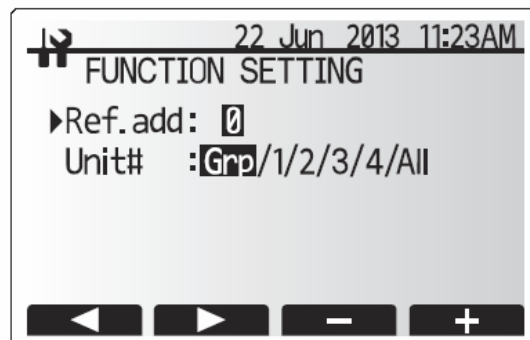 22 Jun 2013 11:23AM
FUNCTION SETTING
▶Ref.add: 0
Unit# :Grp/1/2/3/4/All
◀ ▶ − +